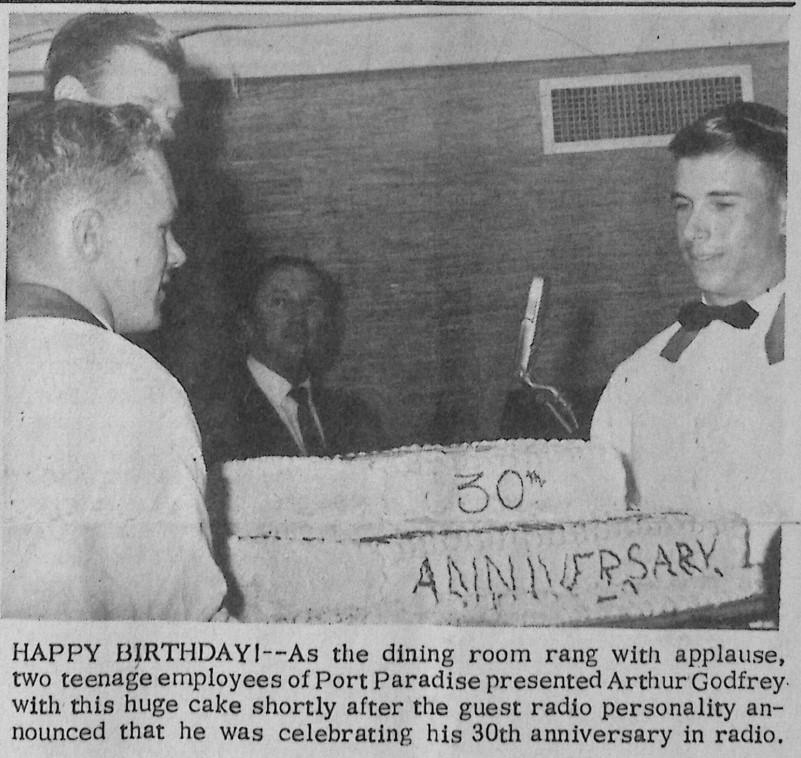 30th
ANNIVERSARY
HAPPY BIRTHDAY!--As the dining room rang with applause,
two teenage employees of Port Paradise presented Arthur Godfrey
with this huge cake shortly after the guest radio personality an-
nounced that he was celebrating his 30th anniversary in radio.